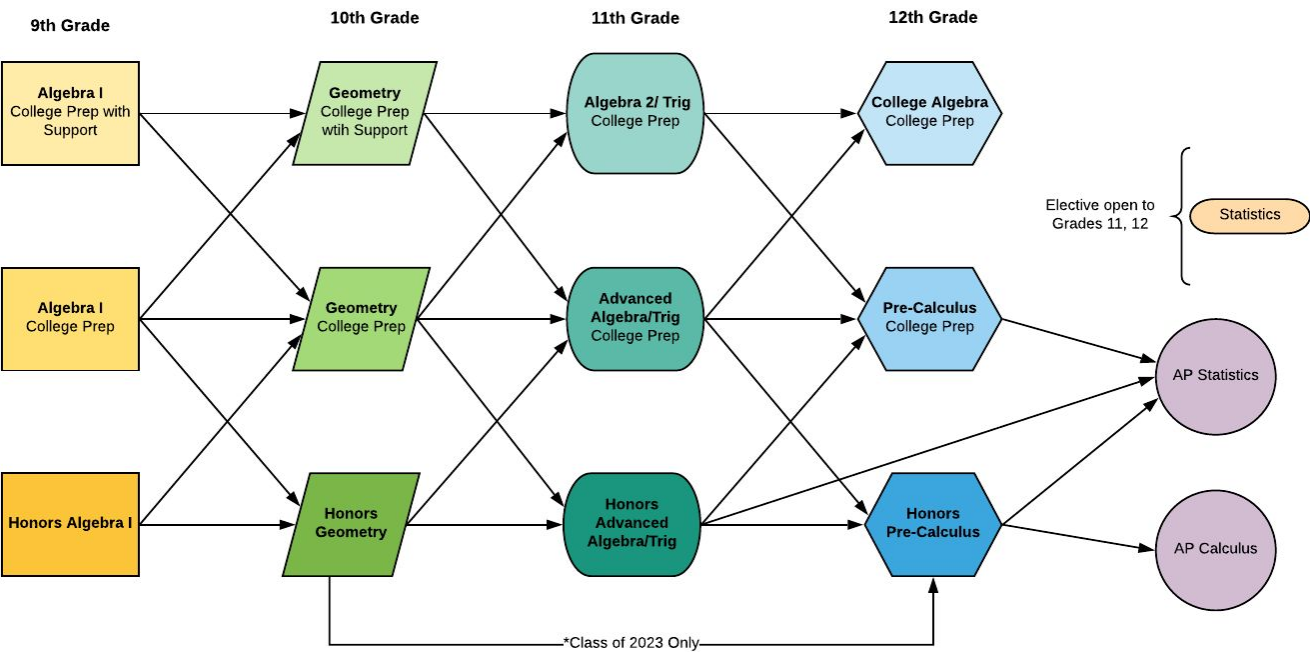 9th Grade
10th Grade
11th Grade
12th Grade
Algebra I
College Prep with
Support
Geometry
College Prep
wtih Support
Algebra 2/ Trig
College Prep
College Algebra
College Prep
Elective open to
Grades 11, 12
Statistics
Algebra I
College Prep
Geometry
College Prep
Advanced
Algebra/Trig
College Prep
Pre-Calculus
College Prep
AP Statistics
Honors Algebra I
Honors
Geometry
Honors
Advanced
Algebra/Trig
Honors
Pre-Calculus
AP Calculus
*Class of 2023 Only